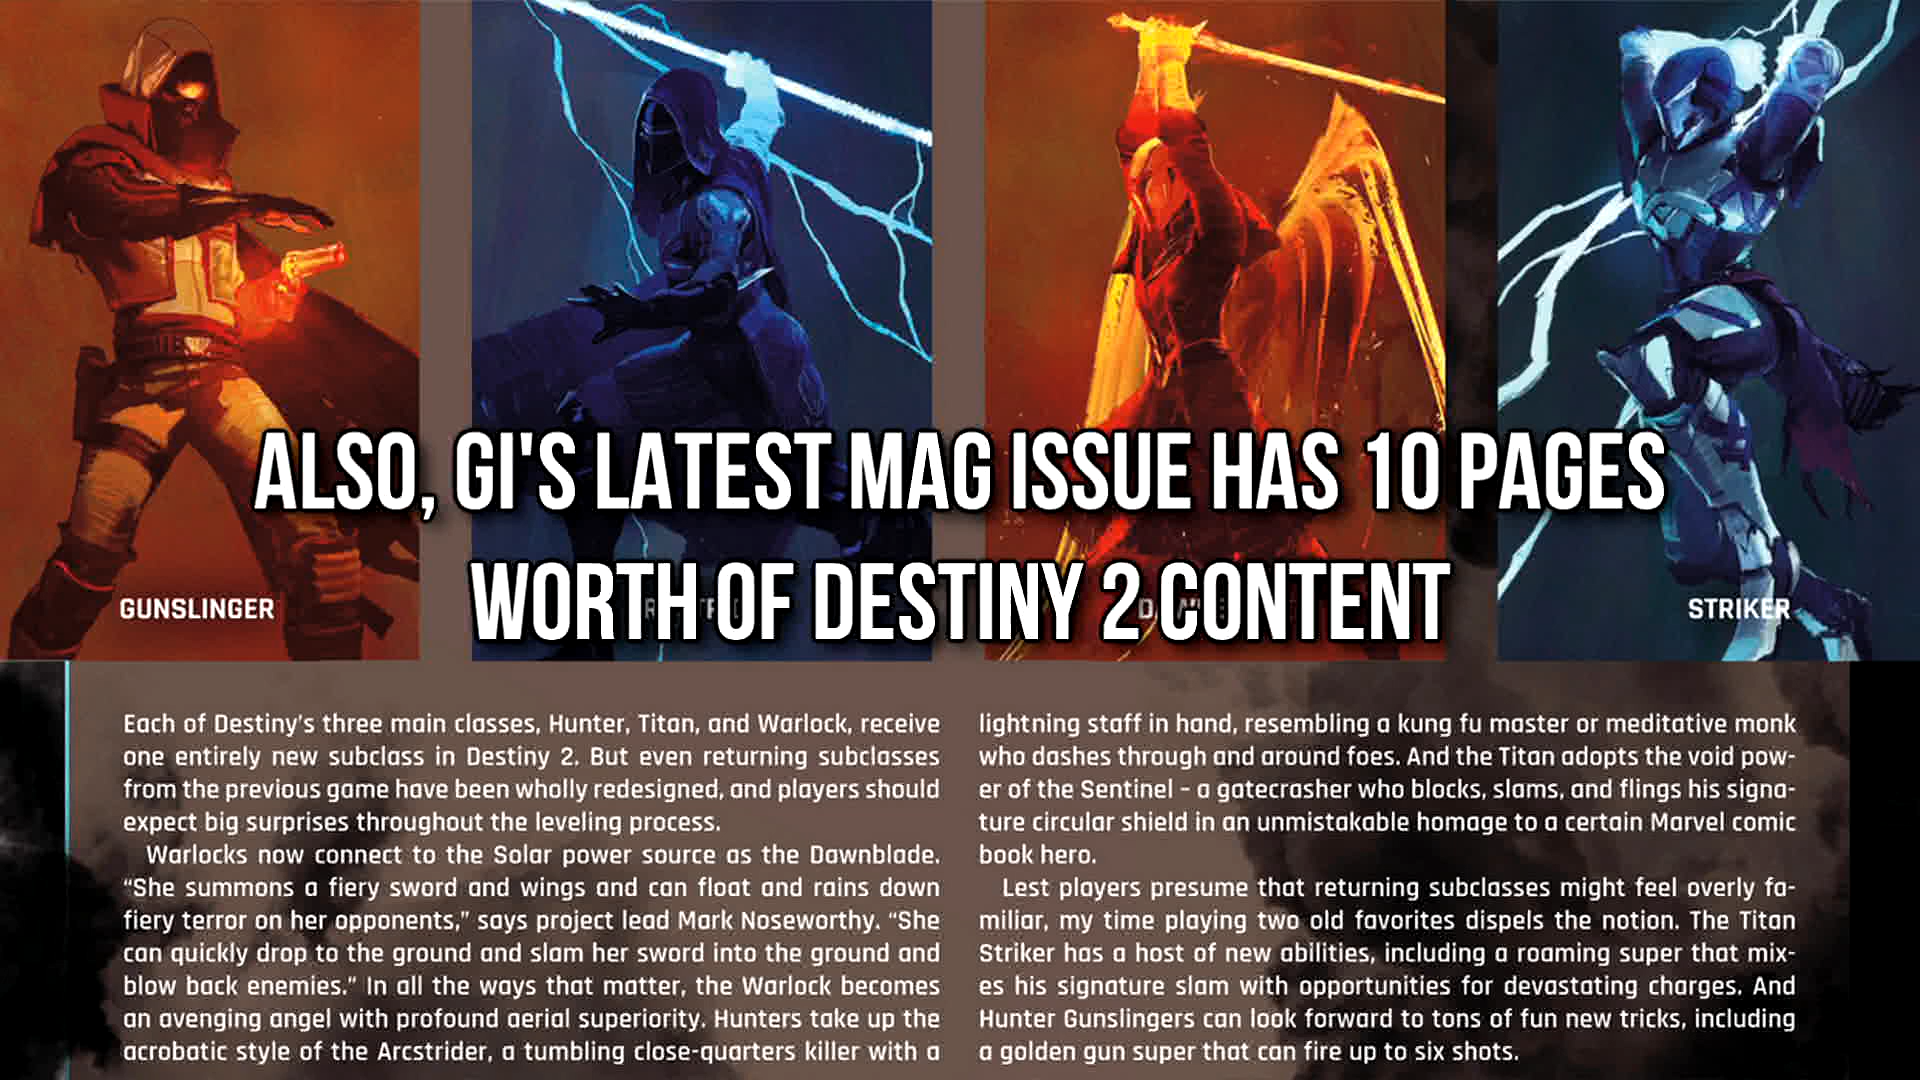 ALSO, GI'S LATEST MAG ISSUE HAS 10 PAGES
WORTH OF DESTINY 2 CONTENT
GUNSLINGER
STRIKER
Each of Destiny's three main classes, Hunter, Titan, and Warlock, receive
one entirely new subclass in Destiny 2. But even returning subclasses
from the previous game have been wholly redesigned, and players should
expect big surprises throughout the leveling process.
Warlocks now connect to the Solar power source as the Dawnblade.
“She summons a fiery sword and wings and can float and rains down
fiery terror on her opponents,” says project lead Mark Noseworthy. “She
can quickly drop to the ground and slam her sword into the ground and
blow back enemies.” In all the ways that matter, the Warlock becomes
an avenging angel with profound aerial superiority. Hunters take up the
acrobatic style of the Arcstrider, a tumbling close-quarters killer with a
lightning staff in hand, resembling a kung fu master or meditative monk
who dashes through and around foes. And the Titan adopts the void pow-
er of the Sentinel – a gatecrasher who blocks, slams, and flings his signa-
ture circular shield in an unmistakable homage to a certain Marvel comic
book hero.
Lest players presume that returning subclasses might feel overly fa-
miliar, my time playing two old favorites dispels the notion. The Titan
Striker has a host of new abilities, including a roaming super that mix-
es his signature slam with opportunities for devastating charges. And
Hunter Gunslingers can look forward to tons of fun new tricks, including
a golden gun super that can fire up to six shots.